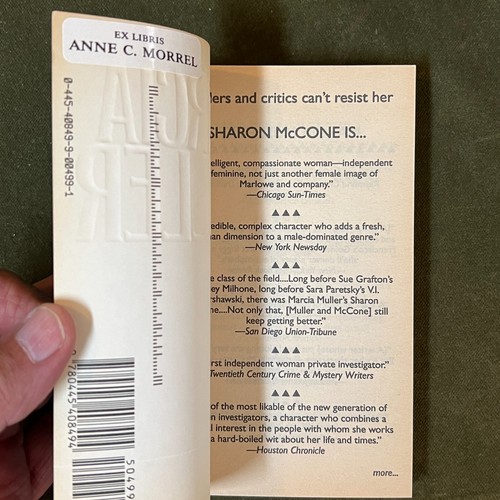 EX LIBRIS
ANNE C. MORREL
0-445-40849-9-00499-1
9 780445 408494
5049
ders and critics can't resist her
SHARON McCONE IS...
elligent, compassionate woman—independent
feminine, not just another female image of
Marlowe and company."
—Chicago Sun-Times
edible, complex character who adds a fresh,
an dimension to a male-dominated genre."
—New York Newsday
e class of the field....Long before Sue Grafton's
ey Milhone, long before Sara Paretsky's V.I.
rshawski, there was Marcia Muller's Sharon
ne....Not only that, [Muller and McCone] still
keep getting better."
—San Diego Union-Tribune
rst independent woman private investigator."
Twentieth Century Crime & Mystery Writers
of the most likable of the new generation of
n investigators, a character who combines a
l interest in the people with whom she works
a hard-boiled wit about her life and times."
—Houston Chronicle
more...